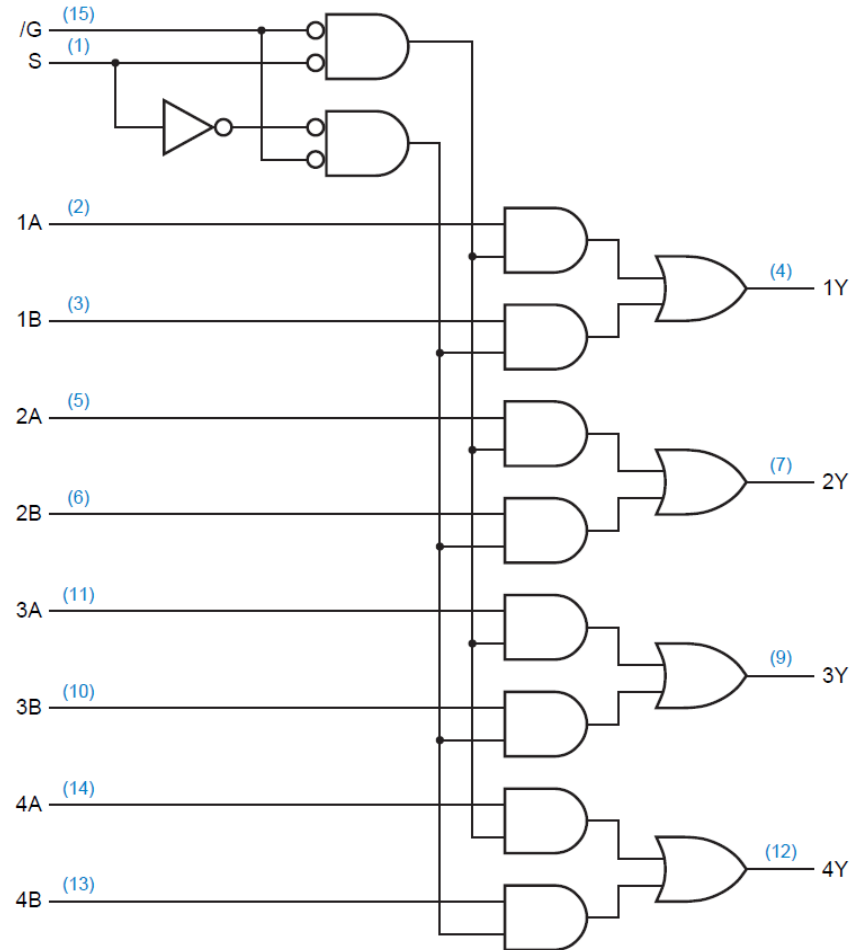 /G (15)
S (1)
1A (2)
(4) 1Y
1B (3)
2A (5)
(7) 2Y
2B (6)
3A (11)
(9) 3Y
3B (10)
4A (14)
(12) 4Y
4B (13)